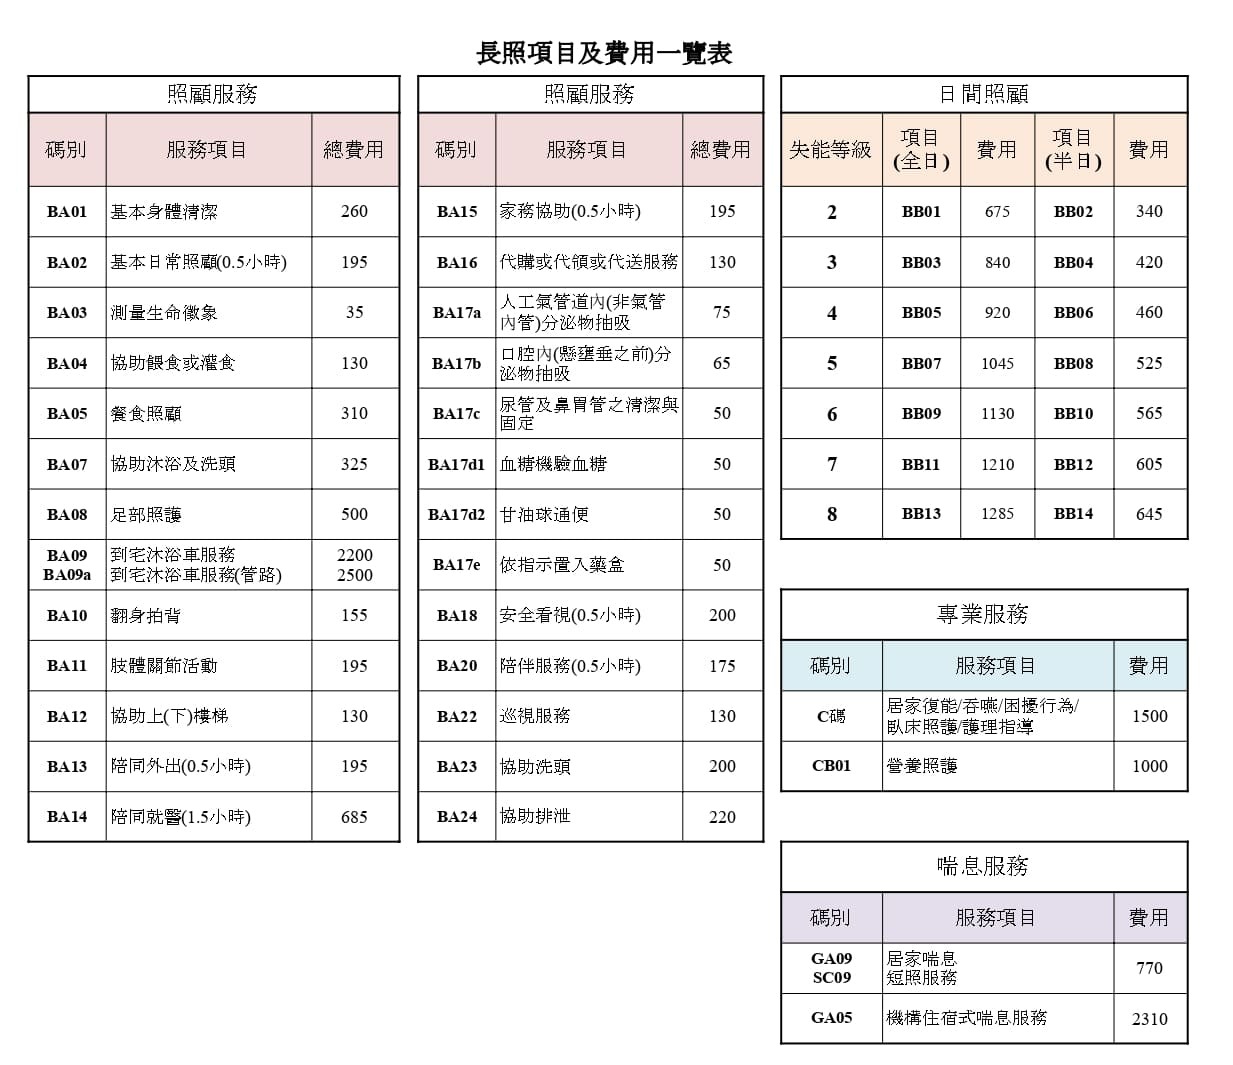 長照項目及費用一覽表
照顧服務
碼別 服務項目 總費用
BA01 基本身體清潔 260
BA02 基本日常照顧(0.5小時) 195
BA03 測量生命徵象 35
BA04 協助餵食或灌食 130
BA05 餐食照顧 310
BA07 協助沐浴及洗頭 325
BA08 足部照護 500
BA09 到宅沐浴車服務 2200
BA09a 到宅沐浴車服務(管路) 2500
BA10 翻身拍背 155
BA11 肢體關節活動 195
BA12 協助上(下)樓梯 130
BA13 陪同外出(0.5小時) 195
BA14 陪同就醫(1.5小時) 685
照顧服務
碼別 服務項目 總費用
BA15 家務協助(0.5小時) 195
BA16 代購或代領或代送服務 130
BA17a 人工氣管道內(非氣管
內管)分泌物抽吸 75
BA17b 口腔內(懸壅垂之前)分
泌物抽吸 65
BA17c 尿管及鼻胃管之清潔與
固定 50
BA17d1 血糖機驗血糖 50
BA17d2 甘油球通便 50
BA17e 依指示置入藥盒 50
BA18 安全看視(0.5小時) 200
BA20 陪伴服務(0.5小時) 175
BA22 巡視服務 130
BA23 協助洗頭 200
BA24 協助排泄 220
日間照顧
失能等級 項目 費用 項目 費用
(全日) (半日)
2 BB01 675 BB02 340
3 BB03 840 BB04 420
4 BB05 920 BB06 460
5 BB07 1045 BB08 525
6 BB09 1130 BB10 565
7 BB11 1210 BB12 605
8 BB13 1285 BB14 645
專業服務
碼別 服務項目 費用
C碼 居家復能/吞嚥/困擾行為/
臥床照護/護理指導 1500
CB01 營養照護 1000
喘息服務
碼別 服務項目 費用
GA09 居家喘息
SC09 短照服務 770
GA05 機構住宿式喘息服務 2310